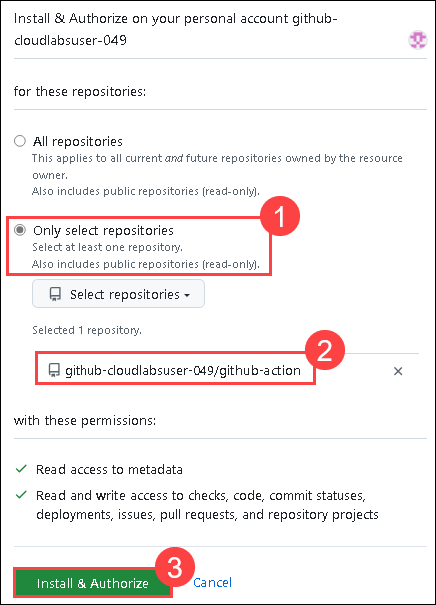 Install & Authorize on your personal account github-
cloudlabsuser-049
for these repositories:
All repositories
This applies to all current and future repositories owned by the resource
owner.
Also includes public repositories (read-only).
1
Only select repositories
Select at least one repository.
Also includes public repositories (read-only).
Select repositories
Selected 1 repository.
2
github-cloudlabsuser-049/github-action
with these permissions:
Read access to metadata
Read and write access to checks, code, commit statuses,
deployments, issues, pull requests, and repository projects
3
Install & Authorize Cancel